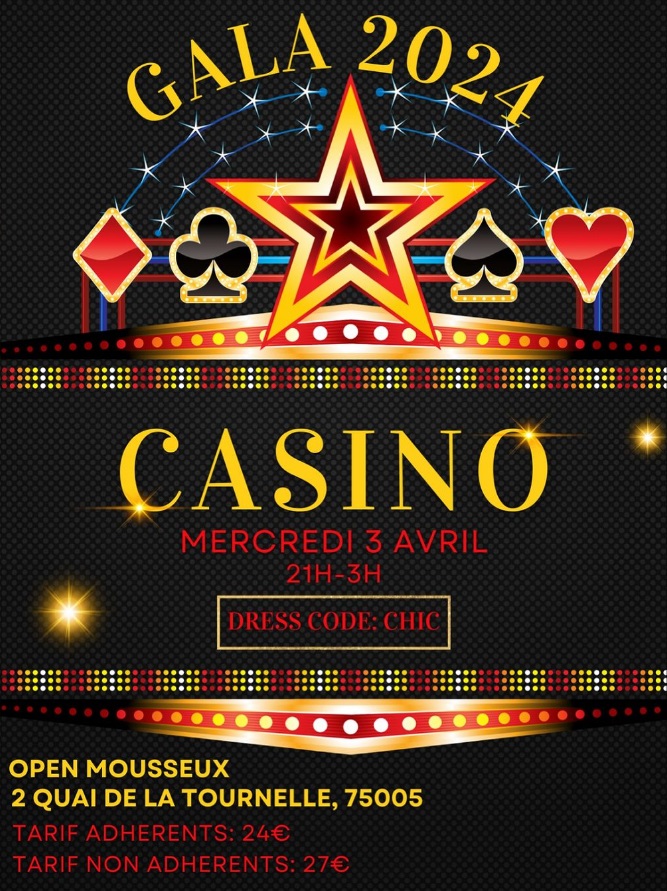 GALA 2024
CASINO
MERCREDI 3 AVRIL
21H-3H
DRESS CODE: CHIC
OPEN MOUSSEUX
2 QUAI DE LA TOURNELLE, 75005
TARIF ADHERENTS: 24€
TARIF NON ADHERENTS: 27€